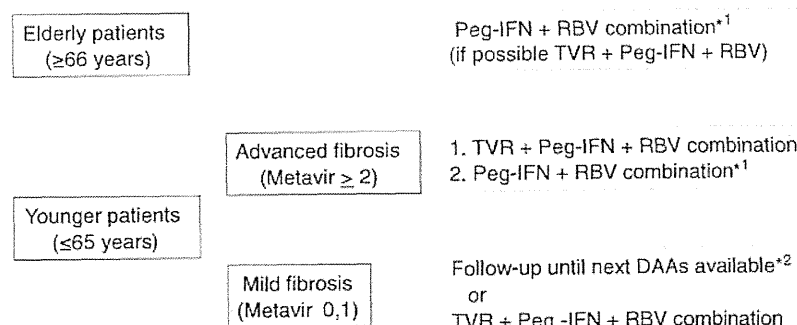 Elderly patients
(≥66 years)
Peg-IFN + RBV combination*1
(if possible TVR + Peg-IFN + RBV)
Advanced fibrosis
(Metavir ≥ 2)
1. TVR + Peg-IFN + RBV combination
2. Peg-IFN + RBV combination*1
Younger patients
(≤65 years)
Mild fibrosis
(Metavir 0,1)
Follow-up until next DAAs available*2
or
TVR + Peg -IFN + RBV combination